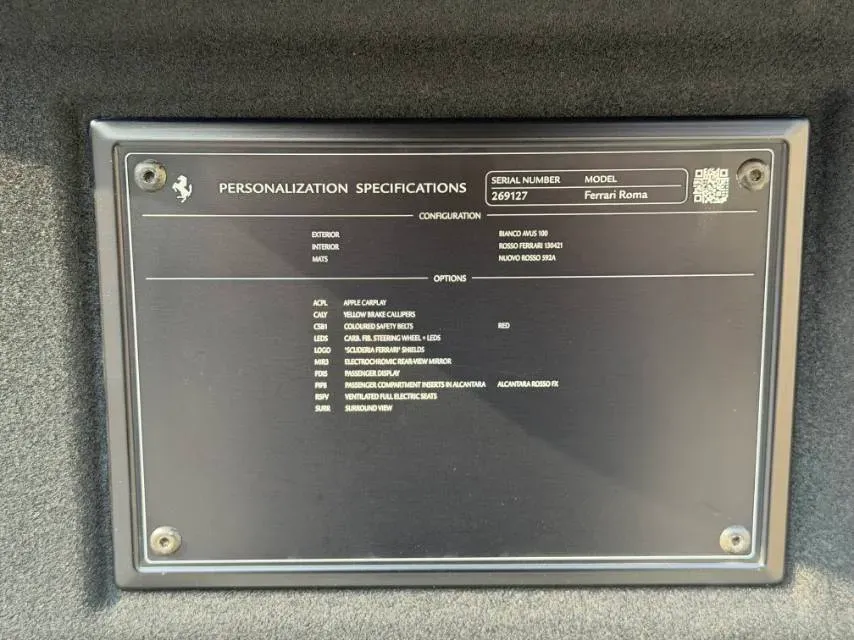 PERSONALIZATION SPECIFICATIONS
SERIAL NUMBER MODEL
269127 Ferrari Roma
CONFIGURATION
EXTERIOR BIANCO AVUS 100
INTERIOR ROSSO FERRARI 130421
MATS NUOVO ROSSO 592A
OPTIONS
ACPL APPLE CARPLAY
CALY YELLOW BRAKE CALLIPERS
CSB1 COLOURED SAFETY BELTS RED
LEDS CARB. FIB. STEERING WHEEL + LEDS
LOGO "SCUDERIA FERRARI" SHIELDS
MIR3 ELECTROCHROMIC REAR-VIEW MIRROR
PDIS PASSENGER DISPLAY
PIPB PASSENGER COMPARTMENT INSERTS IN ALCANTARA ALCANTARA ROSSO FX
RSFV VENTILATED FULL ELECTRIC SEATS
SURR SURROUND VIEW